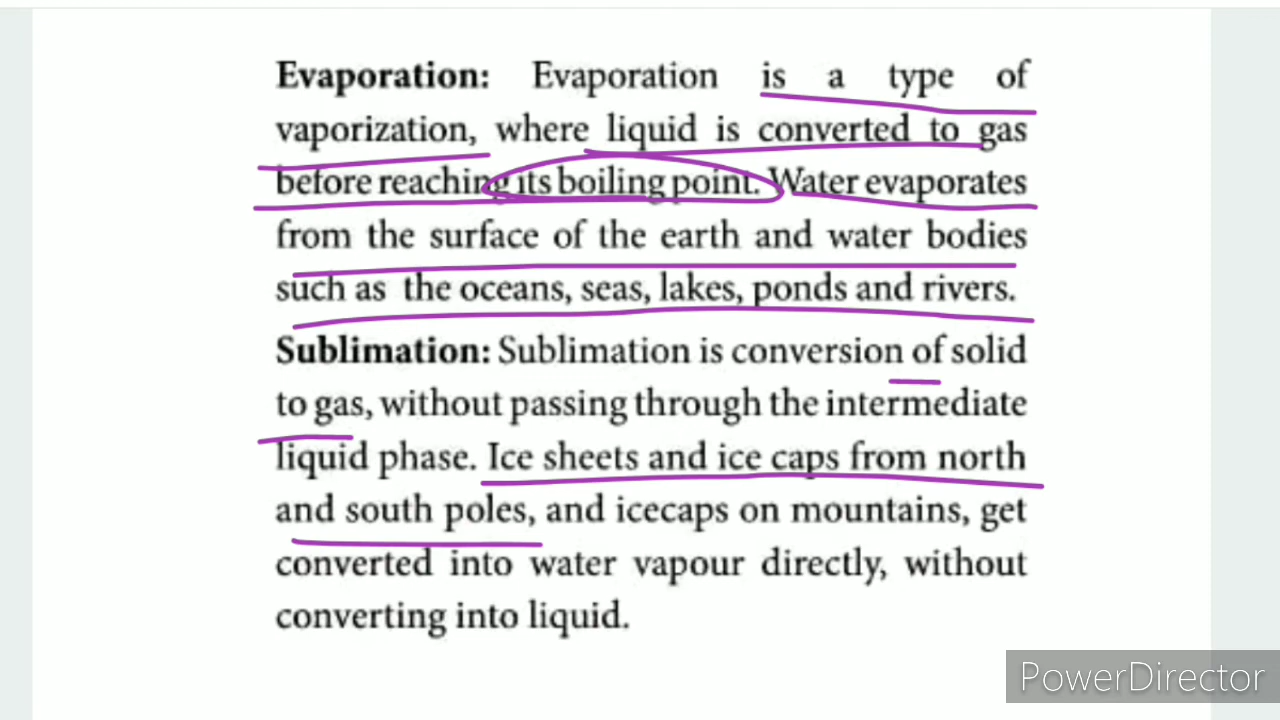 Evaporation: Evaporation is a type of
vaporization, where liquid is converted to gas
before reaching its boiling point. Water evaporates
from the surface of the earth and water bodies
such as the oceans, seas, lakes, ponds and rivers.
Sublimation: Sublimation is conversion of solid
to gas, without passing through the intermediate
liquid phase. Ice sheets and ice caps from north
and south poles, and icecaps on mountains, get
converted into water vapour directly, without
converting into liquid.
PowerDirector